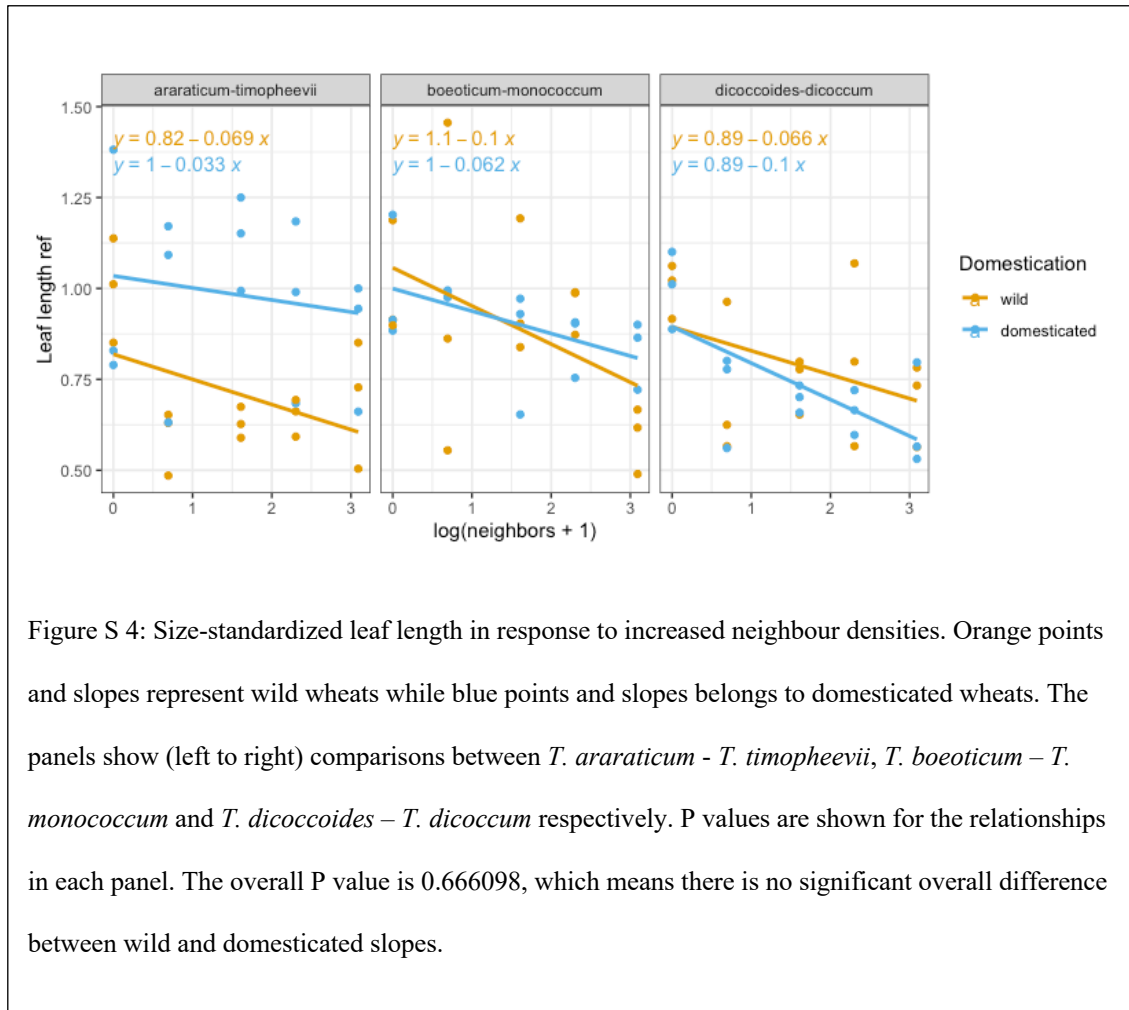 araraticum-timopheevii
boeoticum-monococcum
dicoccoides-dicoccum
1.50
1.25
1.00
0.75
0.50
Leaf length ref
y = 0.82 – 0.069 x
y = 1 – 0.033 x
y = 1.1 – 0.1 x
y = 1 – 0.062 x
y = 0.89 – 0.066 x
y = 0.89 – 0.1 x
0 1 2 3
0 1 2 3
0 1 2 3
log(neighbors + 1)
Domestication
wild
domesticated
Figure S 4: Size-standardized leaf length in response to increased neighbour densities. Orange points
and slopes represent wild wheats while blue points and slopes belongs to domesticated wheats. The
panels show (left to right) comparisons between T. araraticum - T. timopheevii, T. boeoticum – T.
monococcum and T. dicoccoides – T. dicoccum respectively. P values are shown for the relationships
in each panel. The overall P value is 0.666098, which means there is no significant overall difference
between wild and domesticated slopes.